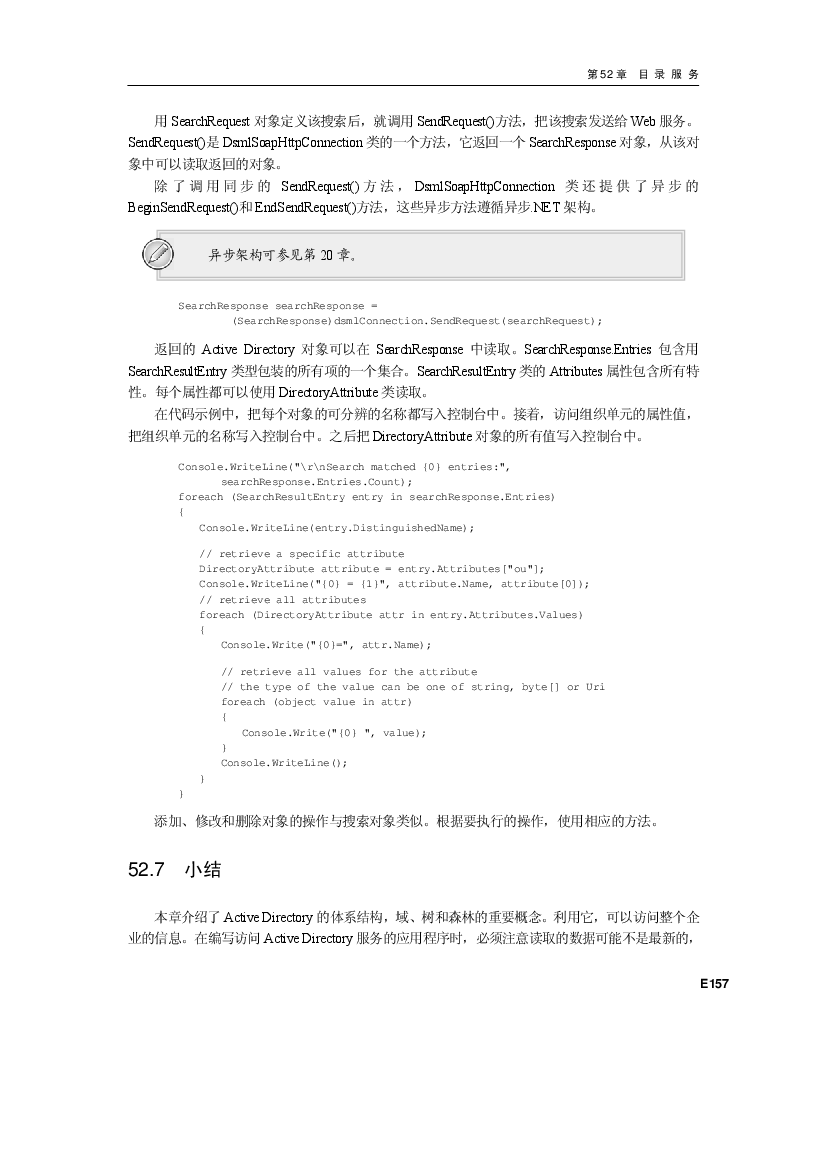 第 52 章 目 录 服 务
用 SearchRequest 对象定义该搜索后，就调用 SendRequest()方法，把该搜索发送给 Web 服务。
SendRequest()是 DsmlSoapHttpConnection 类的一个方法，它返回一个 SearchResponse 对象，从该对
象中可以读取返回的对象。
除了调用同步的 SendRequest()方法，DsmlSoapHttpConnection 类还提供了异步的
BeginSendRequest()和 EndSendRequest()方法，这些异步方法遵循异步.NET 架构。
异步架构可参见第 20 章。
SearchResponse searchResponse =
(SearchResponse)dsmlConnection.SendRequest(searchRequest);
返回的 Active Directory 对象可以在 SearchResponse 中读取。SearchResponse.Entries 包含用
SearchResultEntry 类型包装的所有项的一个集合。SearchResultEntry 类的 Attributes 属性包含所有特
性。每个属性都可以使用 DirectoryAttribute 类读取。
在代码示例中，把每个对象的可分辨的名称都写入控制台中。接着，访问组织单元的属性值，
把组织单元的名称写入控制台中。之后把 DirectoryAttribute 对象的所有值写入控制台中。
Console.WriteLine("\r\nSearch matched {0} entries:",
searchResponse.Entries.Count);
foreach (SearchResultEntry entry in searchResponse.Entries)
{
Console.WriteLine(entry.DistinguishedName);
// retrieve a specific attribute
DirectoryAttribute attribute = entry.Attributes["ou"];
Console.WriteLine("{0} = {1}", attribute.Name, attribute[0]);
// retrieve all attributes
foreach (DirectoryAttribute attr in entry.Attributes.Values)
{
Console.Write("{0}=", attr.Name);
// retrieve all values for the attribute
// the type of the value can be one of string, byte[] or Uri
foreach (object value in attr)
{
Console.Write("{0} ", value);
}
Console.WriteLine();
}
}
添加、修改和删除对象的操作与搜索对象类似。根据要执行的操作，使用相应的方法。
52.7 小结
本章介绍了 Active Directory 的体系结构，域、树和森林的重要概念。利用它，可以访问整个企
业的信息。在编写访问 Active Directory 服务的应用程序时，必须注意读取的数据可能不是最新的，
E157